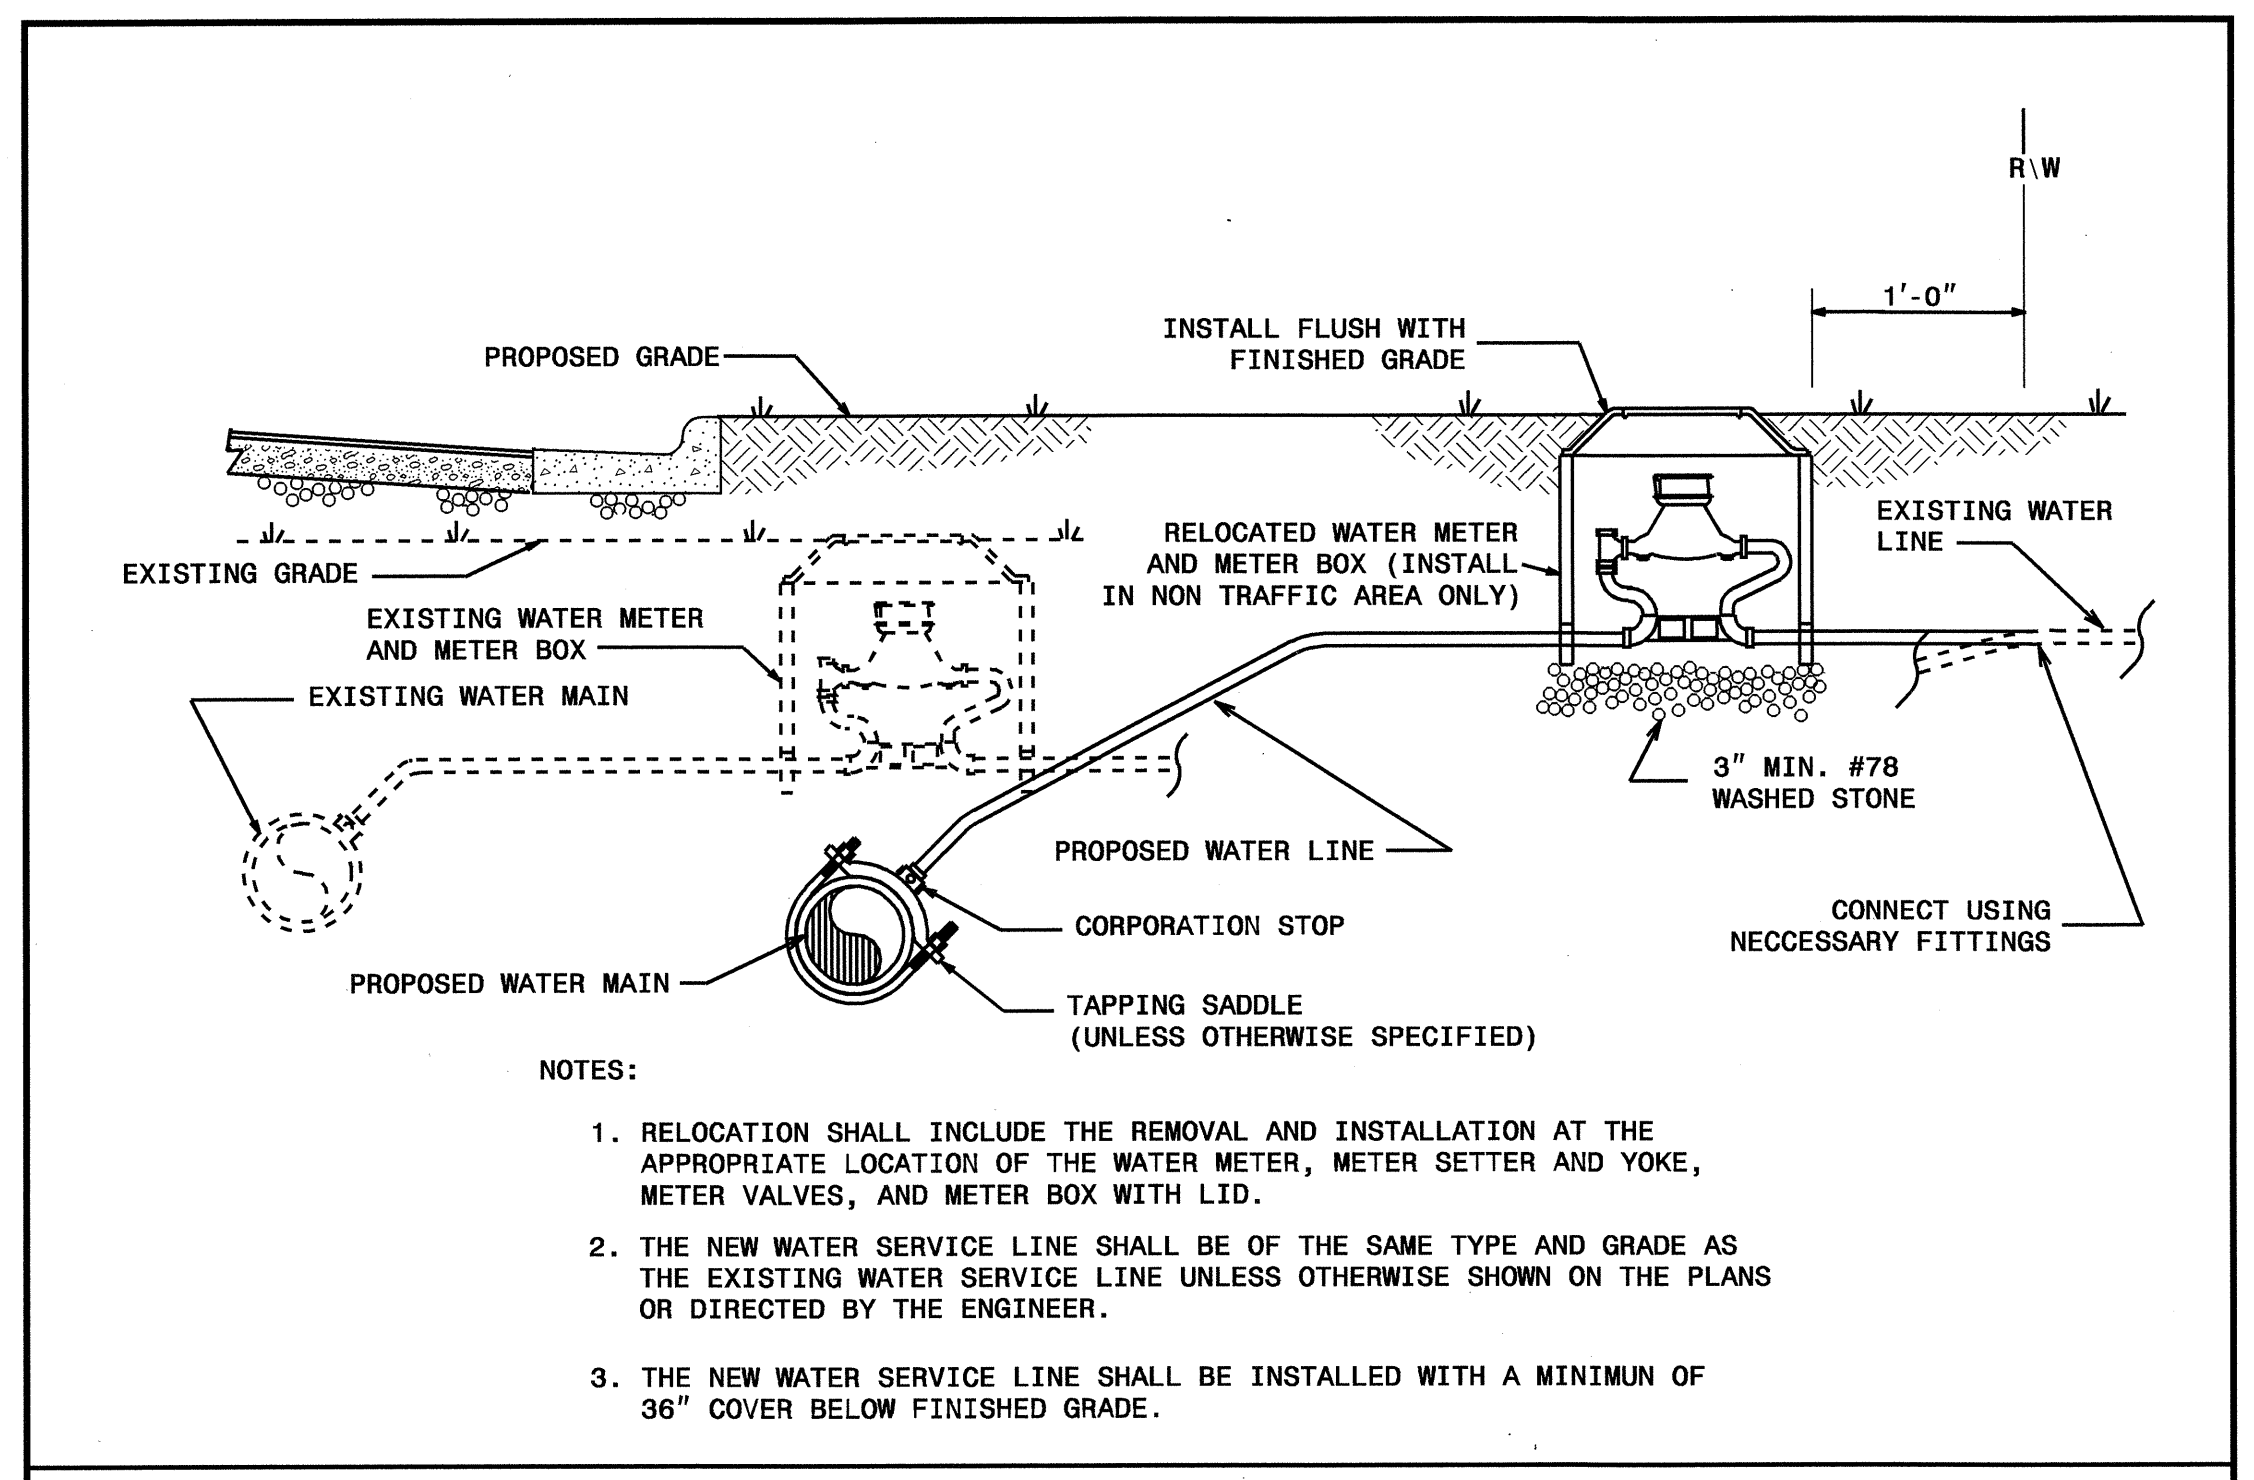 R\W
1'-0"
INSTALL FLUSH WITH
FINISHED GRADE
PROPOSED GRADE
EXISTING GRADE
EXISTING WATER METER
AND METER BOX
EXISTING WATER MAIN
RELOCATED WATER METER
AND METER BOX (INSTALL
IN NON TRAFFIC AREA ONLY)
EXISTING WATER
LINE
3" MIN. #78
WASHED STONE
PROPOSED WATER LINE
CORPORATION STOP
CONNECT USING
NECCESSARY FITTINGS
PROPOSED WATER MAIN
TAPPING SADDLE
(UNLESS OTHERWISE SPECIFIED)
NOTES:
1. RELOCATION SHALL INCLUDE THE REMOVAL AND INSTALLATION AT THE
APPROPRIATE LOCATION OF THE WATER METER, METER SETTER AND YOKE,
METER VALVES, AND METER BOX WITH LID.
2. THE NEW WATER SERVICE LINE SHALL BE OF THE SAME TYPE AND GRADE AS
THE EXISTING WATER SERVICE LINE UNLESS OTHERWISE SHOWN ON THE PLANS
OR DIRECTED BY THE ENGINEER.
3. THE NEW WATER SERVICE LINE SHALL BE INSTALLED WITH A MINIMUN OF
36" COVER BELOW FINISHED GRADE.